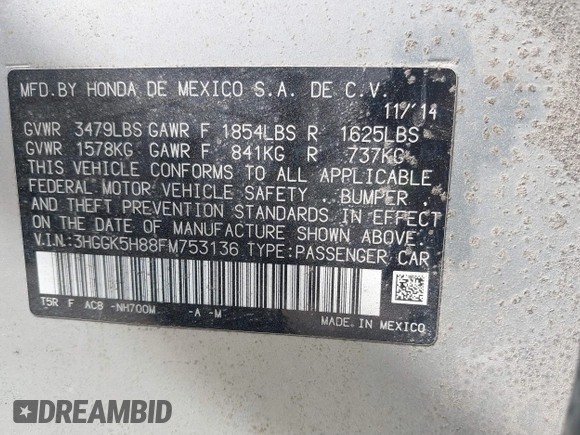 MFD.BY HONDA DE MEXICO S.A. DE C.V.
11/'14
GVWR 3479LBS GAWR F 1854LBS R 1625LBS
GVWR 1578KG GAWR F 841KG R 737KG
THIS VEHICLE CONFORMS TO ALL APPLICABLE
FEDERAL MOTOR VEHICLE SAFETY , BUMPER ,
AND THEFT PREVENTION STANDARDS IN EFFECT
ON THE DATE OF MANUFACTURE SHOWN ABOVE.
V.I.N:3HGGK5H88FM753136 TYPE:PASSENGER CAR
T5R F ACB -NH700M -A -M
MADE IN MEXICO
DREAMBID